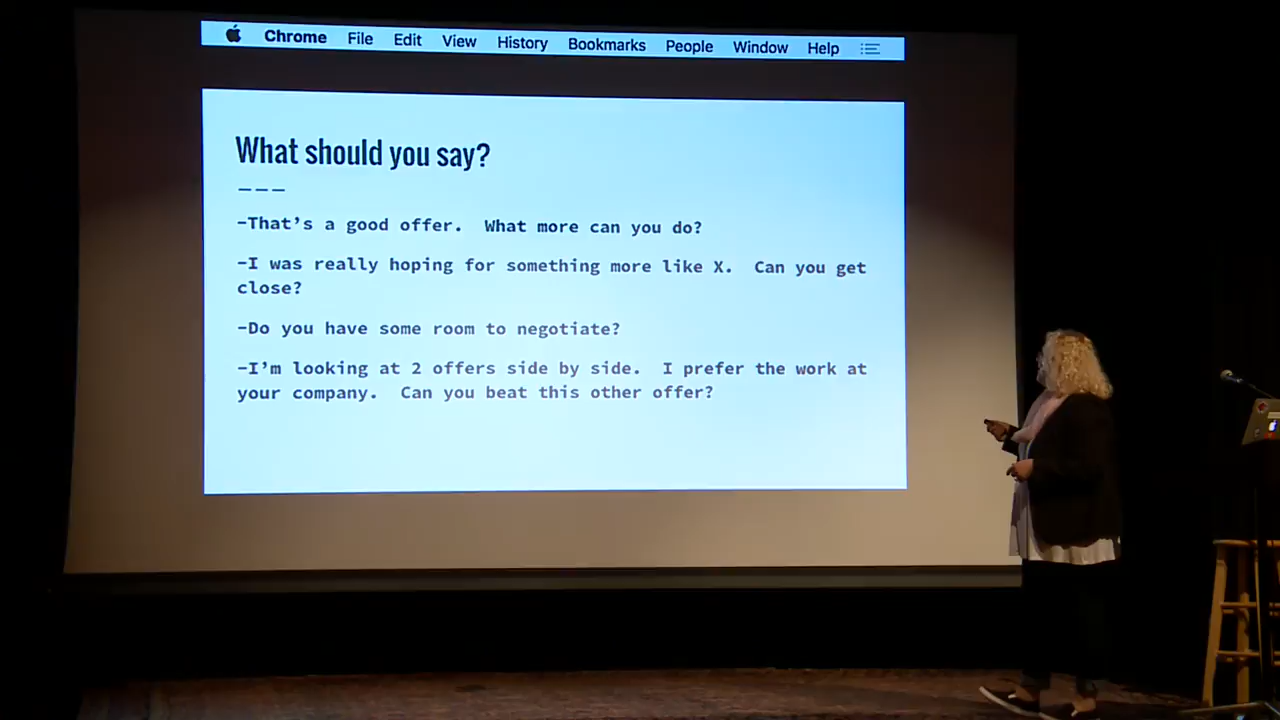 Chrome File Edit View History Bookmarks People Window Help
What should you say?
---
-That's a good offer.  What more can you do?
-I was really hoping for something more like X.  Can you get
close?
-Do you have some room to negotiate?
-I'm looking at 2 offers side by side.  I prefer the work at
your company.  Can you beat this other offer?